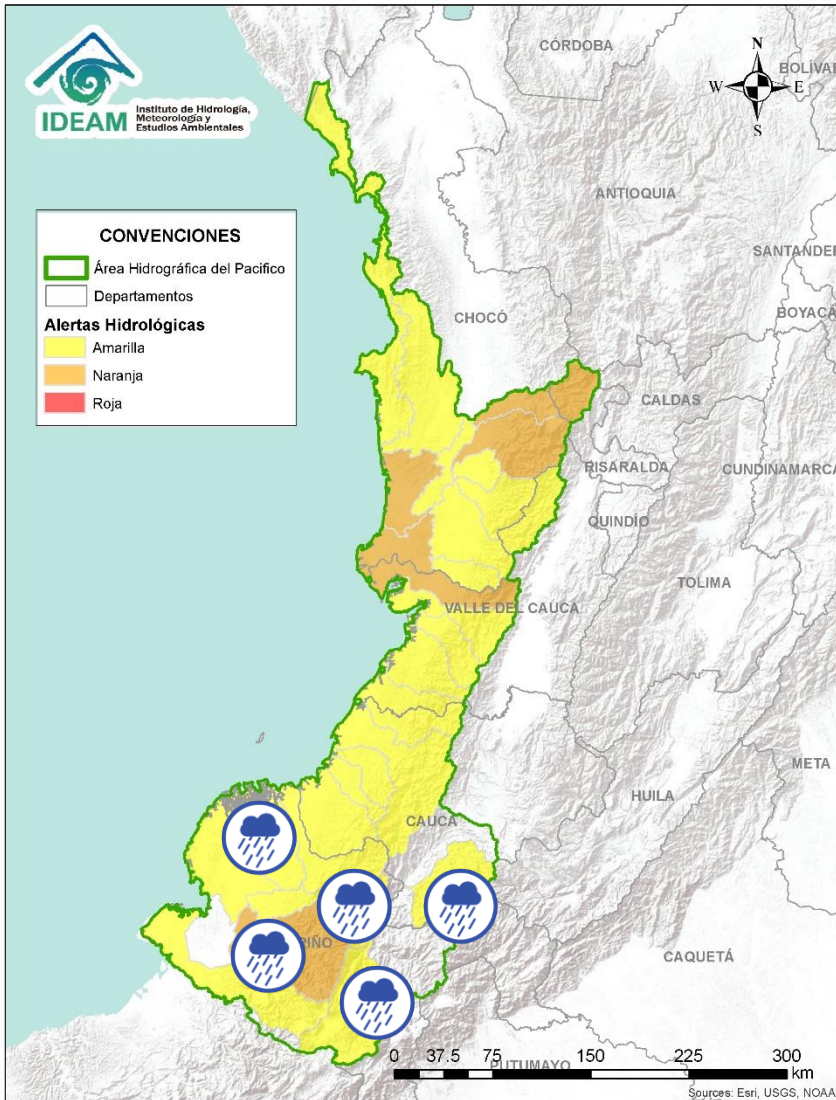 IDEAM
Instituto de Hidrología,
Meteorología y
Estudios Ambientales
N
W
E
S
CÓRDOBA
BOLÍVAR
ANTIOQUIA
SANTANDER
BOYACÁ
CONVENCIONES
Área Hidrográfica del Pacifico
Departamentos
Alertas Hidrológicas
Amarilla
Naranja
Roja
CHOCÓ
CALDAS
RISARALDA
CUNDINAMARCA
QUINDÍO
TOLIMA
VALLE DEL CAUCA
META
HUILA
CAUCA
RIÑO
CAQUETÁ
PUTUMAYO
0 37.5 75 150 225 300
km
Sources: Esri, USGS, NOAA